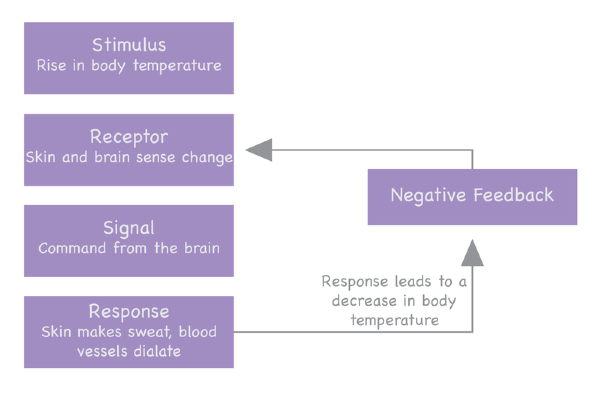 Stimulus
Rise in body temperature
Receptor
Skin and brain sense change
Signal
Command from the brain
Response
Skin makes sweat, blood
vessels dialate
Negative Feedback
Response leads to a
decrease in body
temperature